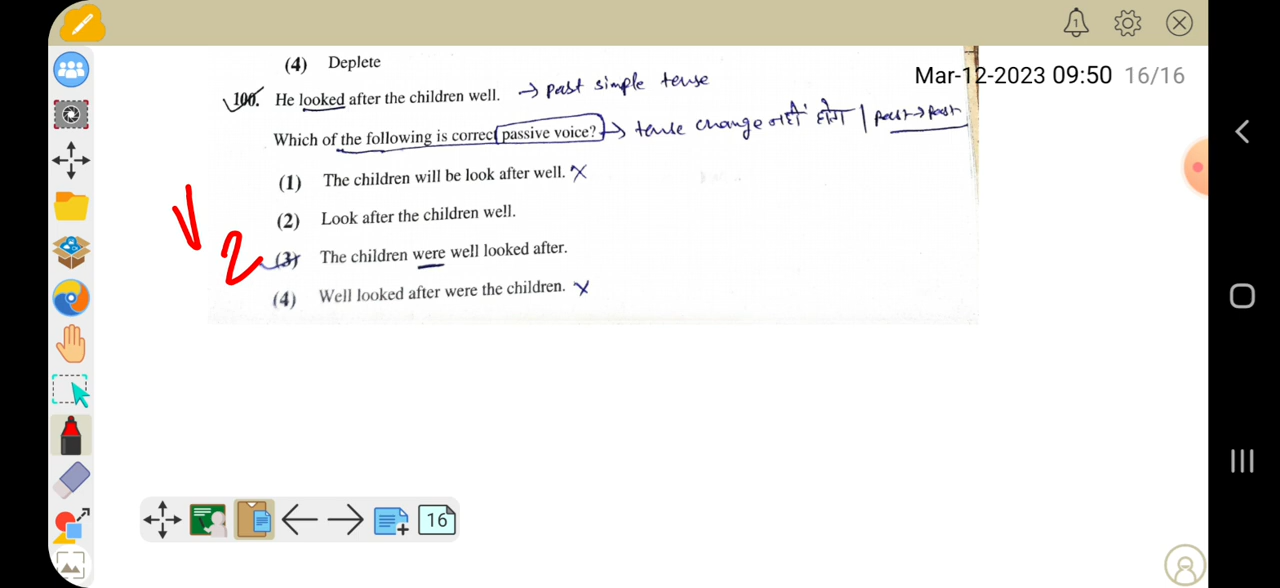 1
(4) Deplete
Mar-12-2023 09:50 16/16
100. He looked after the children well. → past simple tense
Which of the following is correct passive voice? → tense change नहीं होगा | past → past
(1) The children will be look after well. ×
(2) Look after the children well.
(3) The children were well looked after.
(4) Well looked after were the children. ×
2
16